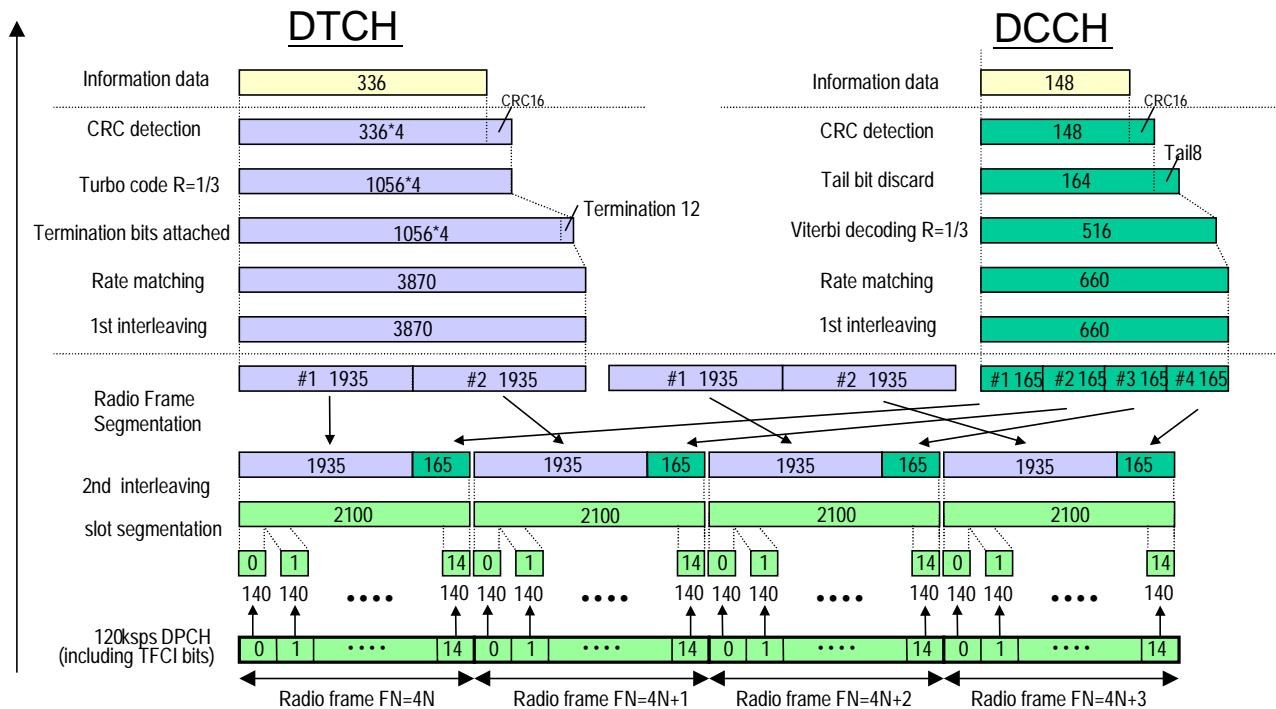 DTCH DCCH
Information data 336 Information data 148
CRC16 CRC16
CRC detection 336*4 CRC detection 148
Tail8
Turbo code R=1/3 1056*4 Tail bit discard 164
Termination 12
Termination bits attached 1056*4 Viterbi decoding R=1/3 516
Rate matching 3870 Rate matching 660
1st interleaving 3870 1st interleaving 660
#1 1935 #2 1935 #1 1935 #2 1935 #1 165 #2 165 #3 165 #4 165
Radio Frame
Segmentation
1935 165 1935 165 1935 165 1935 165
2nd interleaving
2100 2100 2100 2100
slot segmentation
0 1 14 0 1 14 0 1 14 0 1 14
140 140 •••• 140 140 140 •••• 140 140 140 •••• 140 140 140 •••• 140
120ksps DPCH
(including TFCI bits)
0 1 •••• 14 0 1 •••• 14 0 1 •••• 14 0 1 •••• 14
Radio frame FN=4N Radio frame FN=4N+1 Radio frame FN=4N+2 Radio frame FN=4N+3